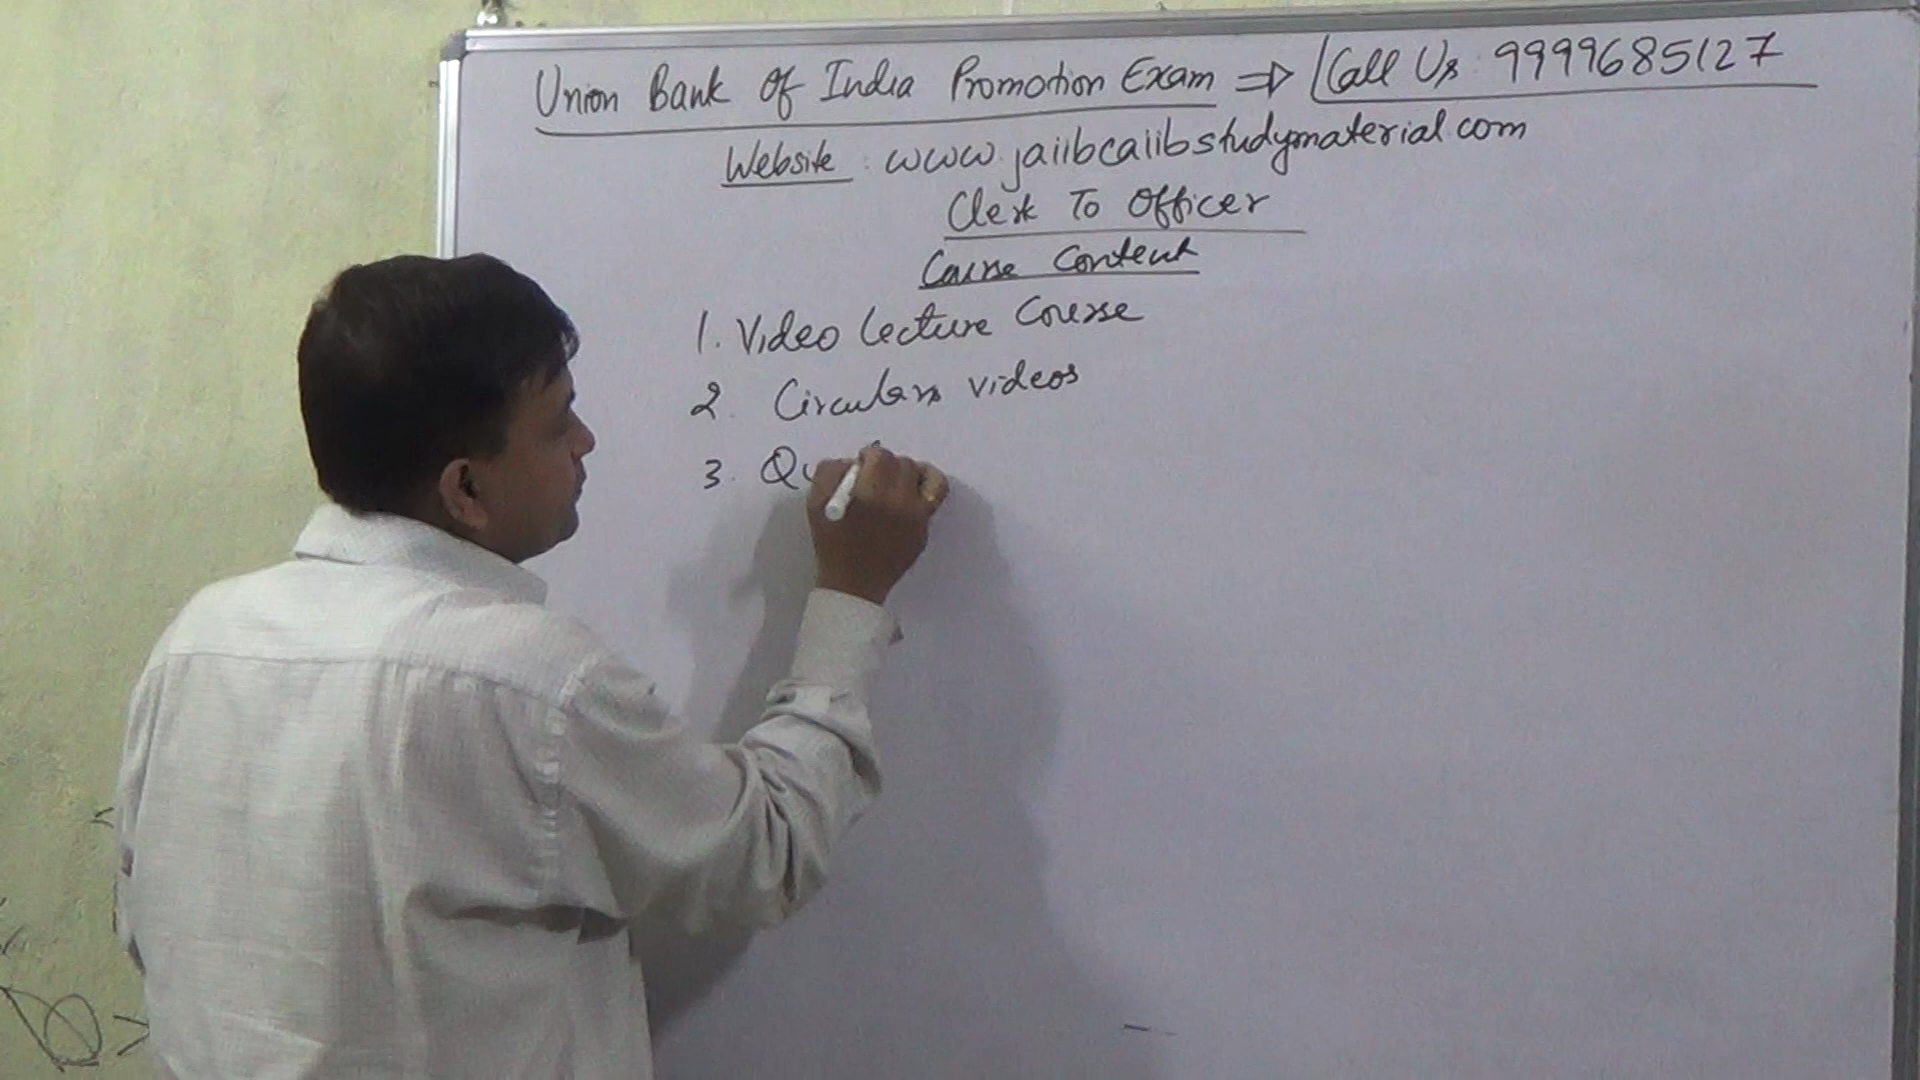 Union Bank Of India Promotion Exam ⇒ Call Us : 9999685127
Website : www.jaiibcaiibstudymaterial.com
Clerk To Officer
Course Content
1. Video Lecture Course
2. Circulars videos
3. Qu